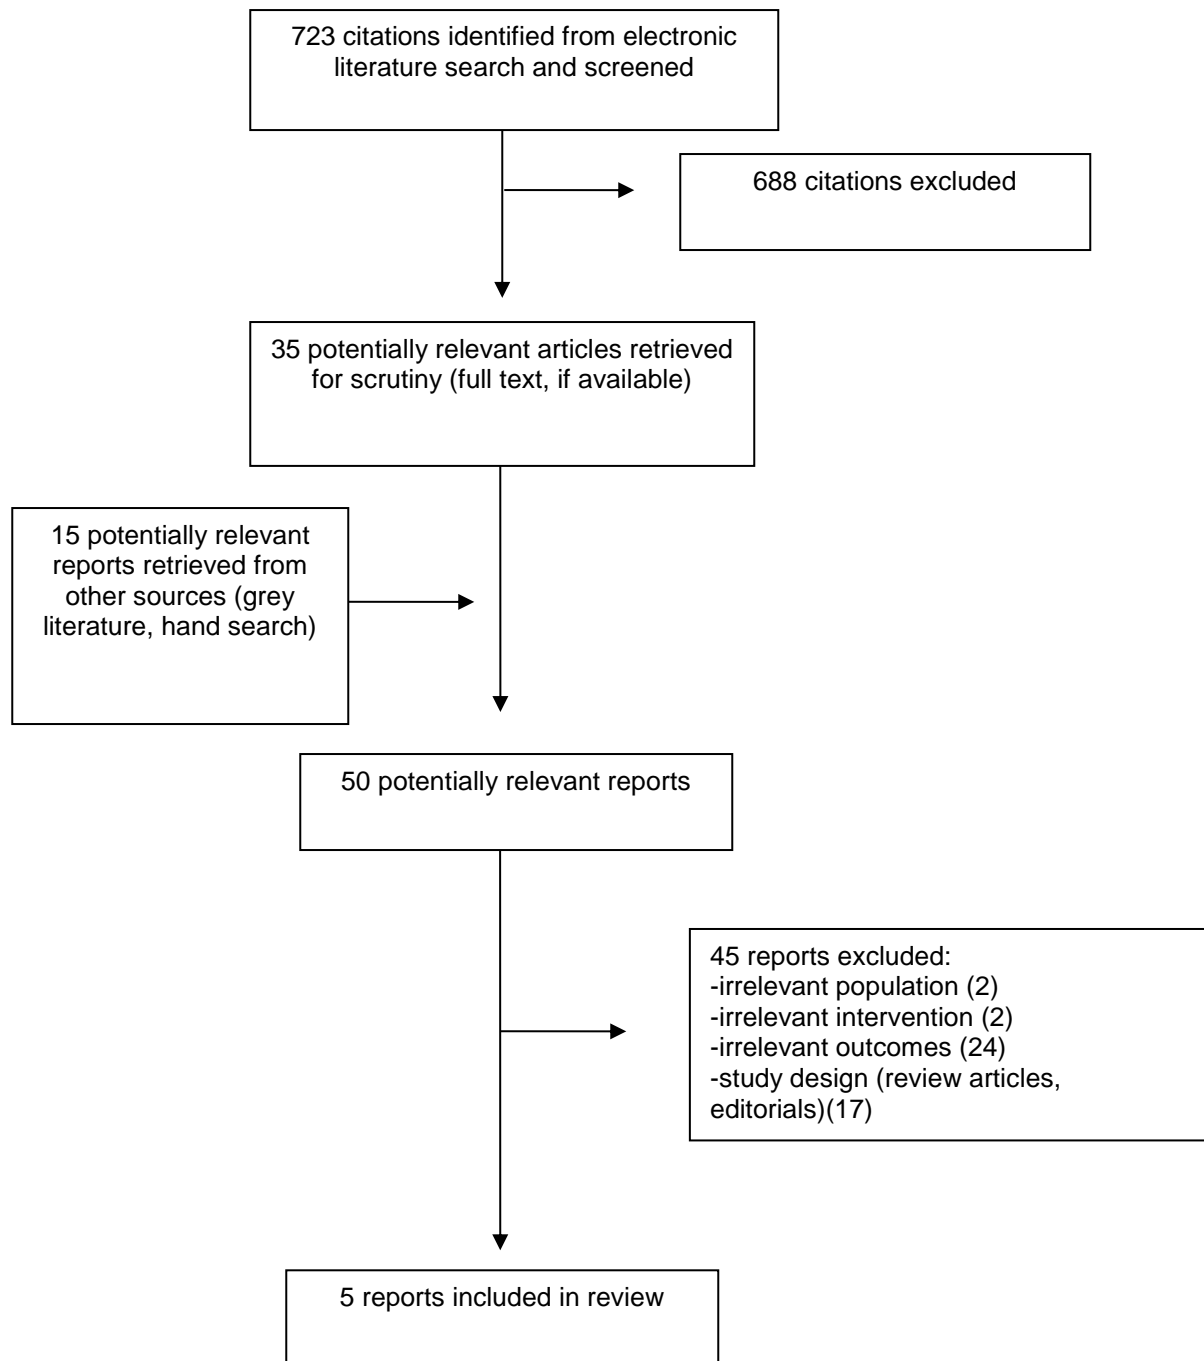 723 citations identified from electronic
literature search and screened
688 citations excluded
35 potentially relevant articles retrieved
for scrutiny (full text, if available)
15 potentially relevant
reports retrieved from
other sources (grey
literature, hand search)
50 potentially relevant reports
45 reports excluded:
-irrelevant population (2)
-irrelevant intervention (2)
-irrelevant outcomes (24)
-study design (review articles,
editorials)(17)
5 reports included in review